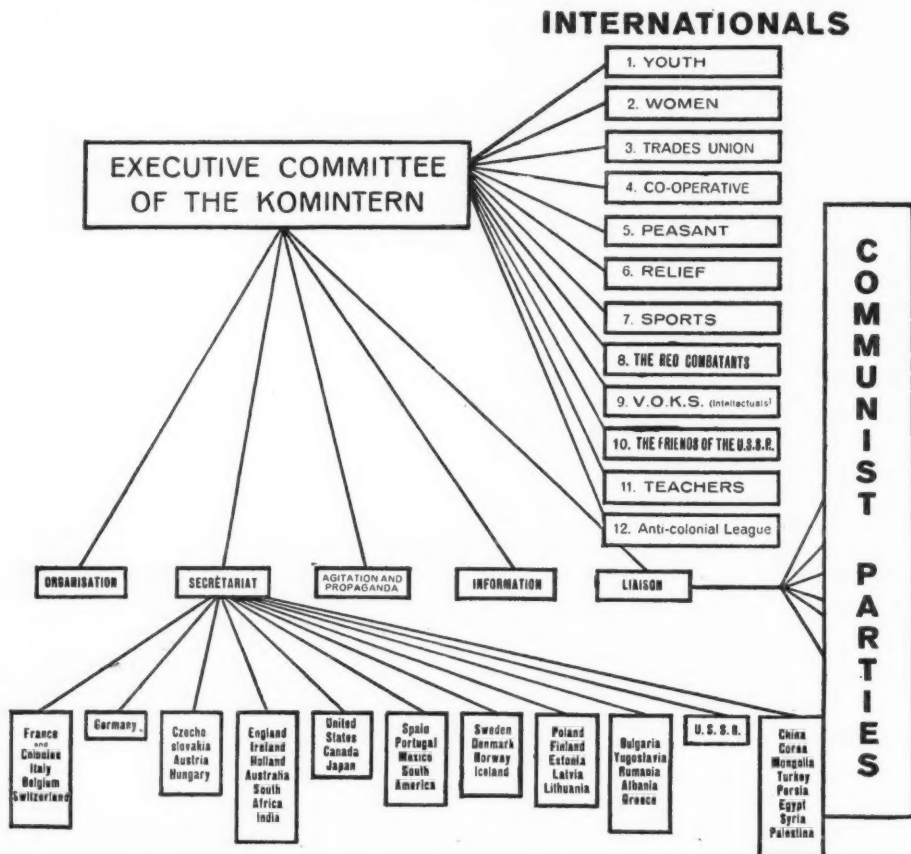 INTERNATIONALS
1. YOUTH
2. WOMEN
3. TRADES UNION
4. CO-OPERATIVE
5. PEASANT
6. RELIEF
7. SPORTS
8. THE RED COMBATANTS
9. V.O.K.S. (Intellectuals)
10. THE FRIENDS OF THE U.S.S.R.
11. TEACHERS
12. Anti-colonial League
EXECUTIVE COMMITTEE
OF THE KOMINTERN
COMMUNIST PARTIES
ORGANISATION
SECRÉTARIAT
AGITATION AND
PROPAGANDA
INFORMATION
LIAISON
France
and
Colonies
Italy
Belgium
Switzerland
Germany
Czecho
slovakia
Austria
Hungary
England
Ireland
Holland
Australia
South
Africa
India
United
States
Canada
Japan
Spain
Portugal
Mexico
South
America
Sweden
Denmark
Norway
Iceland
Poland
Finland
Estonia
Latvia
Lithuania
Bulgaria
Yugoslavia
Rumania
Albania
Greece
U.S.S.R.
China
Corea
Mongolia
Turkey
Persia
Egypt
Syria
Palestina